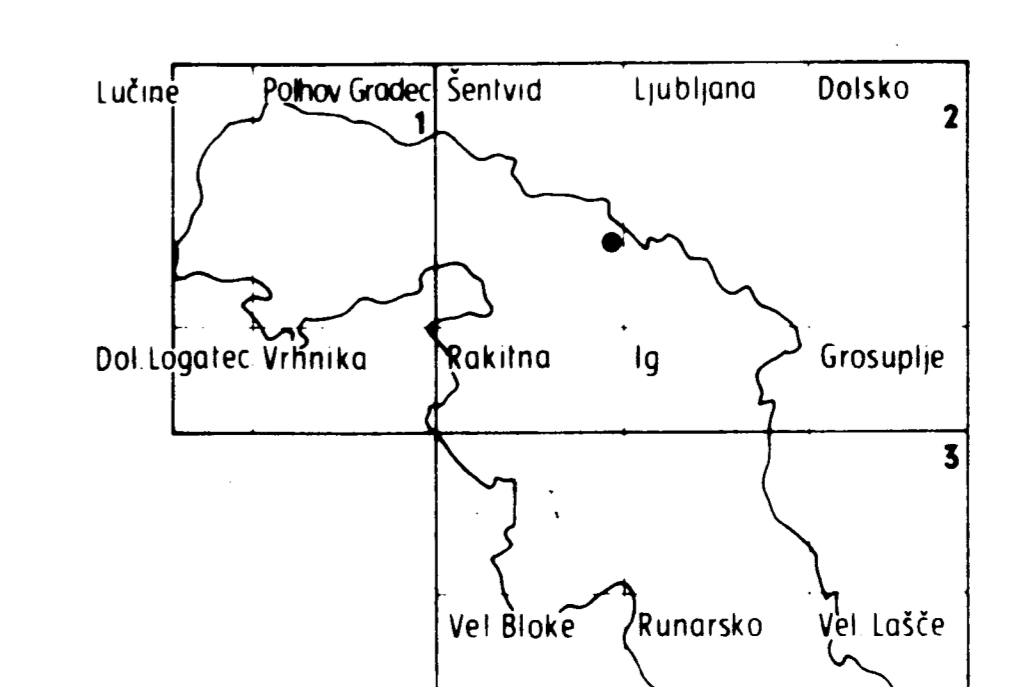 Lučine Polhov Gradec Šentvid Ljubljana Dolsko
1 2
Dol. Logatec Vrhnika Rakitna Ig Grosuplje
3
Vel Bloke Runarsko Vel. Lašče